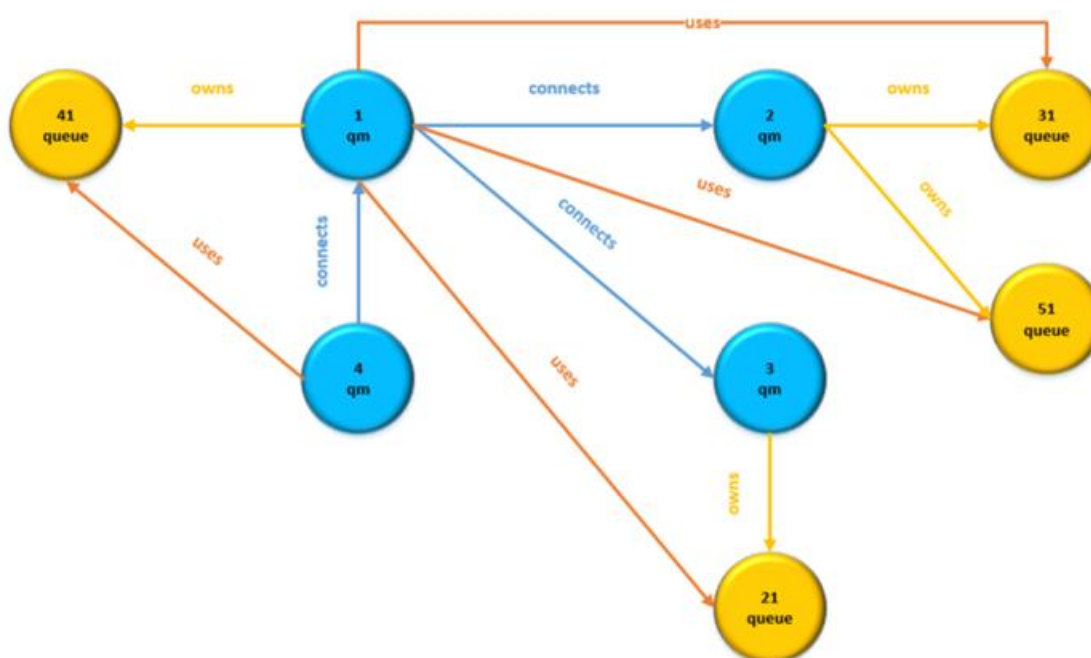 uses
owns
connects
owns
41
queue
1
qm
2
qm
31
queue
uses
owns
connects
uses
connects
51
queue
4
qm
3
qm
uses
owns
21
queue